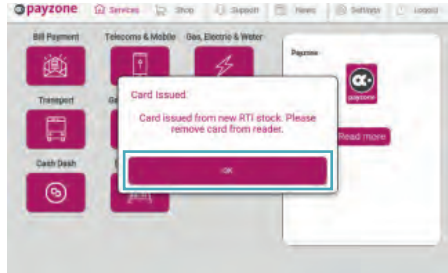 payzone Services Shop Support News Settings Logout
Bill Payment Telecoms & Mobile Gas, Electric & Water
Payzone
payzone
Transport
Read more
Cash Dash
Card Issued.
Card issued from new RTI stock. Please
remove card from reader.
OK